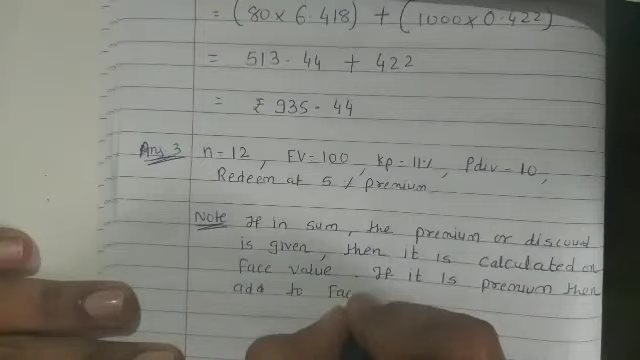 = (80 x 6.418) + (1000 x 0.422)
= 513-44 + 422
= ₹ 935-44
Ans.3 n=12, FV=100, Kp=11%, Pdiv=10,
Redeem at 5% premium
Note If in sum, the premium or discound
is given, then it is calculated on
Face value. If it is premium then
add to Fac